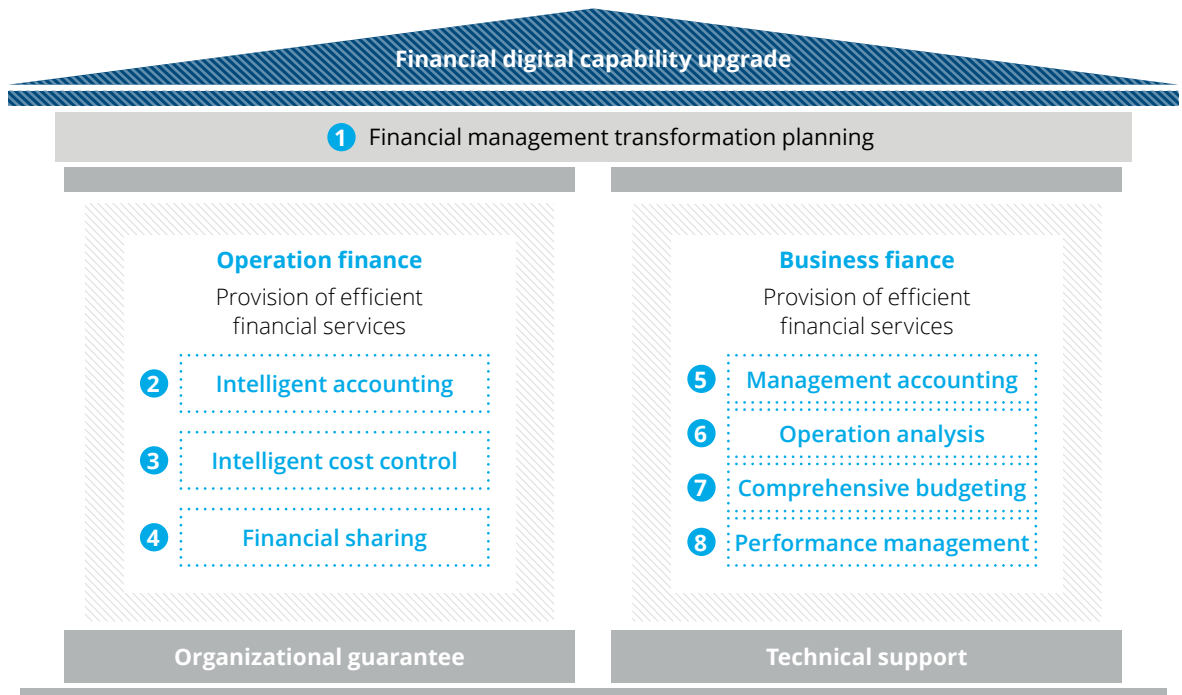 Financial digital capability upgrade
1 Financial management transformation planning
Operation finance
Provision of efficient
financial services
2 Intelligent accounting
3 Intelligent cost control
4 Financial sharing
Business fiance
Provision of efficient
financial services
5 Management accounting
6 Operation analysis
7 Comprehensive budgeting
8 Performance management
Organizational guarantee
Technical support